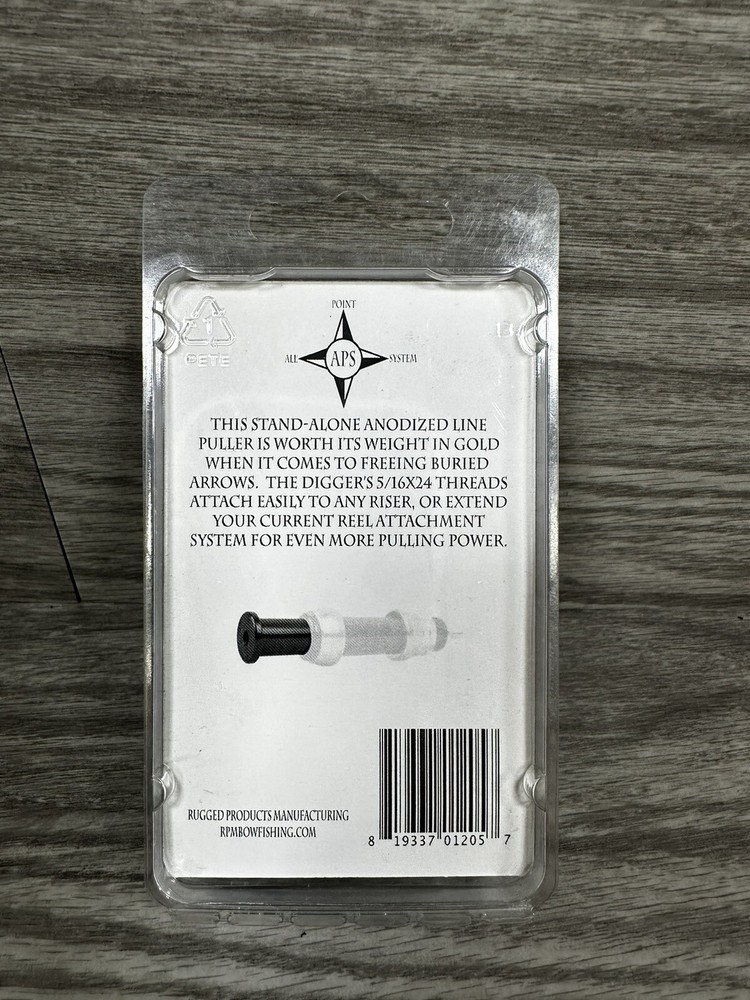 POINT
ALL APS SYSTEM
THIS STAND-ALONE ANODIZED LINE
PULLER IS WORTH ITS WEIGHT IN GOLD
WHEN IT COMES TO FREEING BURIED
ARROWS. THE DIGGER'S 5/16X24 THREADS
ATTACH EASILY TO ANY RISER, OR EXTEND
YOUR CURRENT REEL ATTACHMENT
SYSTEM FOR EVEN MORE PULLING POWER.
RUGGED PRODUCTS MANUFACTURING
RPMBOWFISHING.COM
8 19337 01205 7
1
PETE